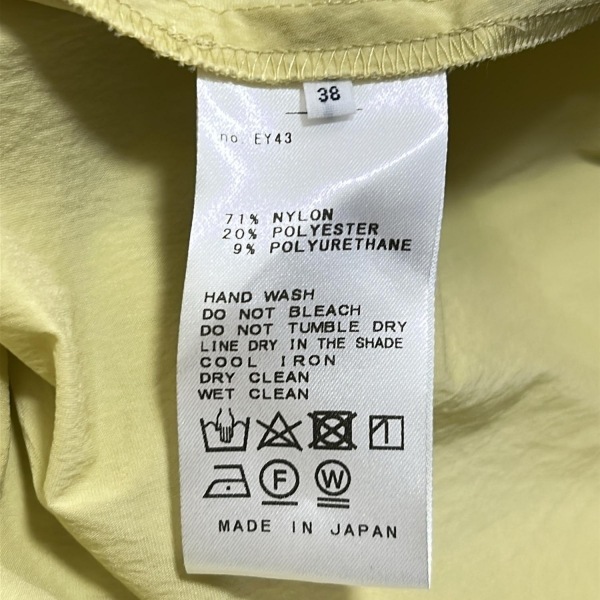 38
no. EY43
71% NYLON
20% POLYESTER
9% POLYURETHANE
HAND WASH
DO NOT BLEACH
DO NOT TUMBLE DRY
LINE DRY IN THE SHADE
COOL IRON
DRY CLEAN
WET CLEAN
F W
MADE IN JAPAN